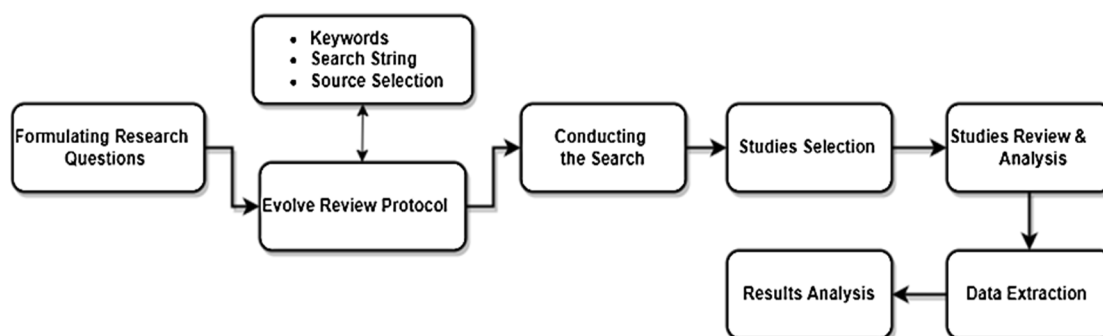 Keywords
Search String
Source Selection
Formulating Research
Questions
Evolve Review Protocol
Conducting
the Search
Studies Selection
Studies Review &
Analysis
Results Analysis
Data Extraction